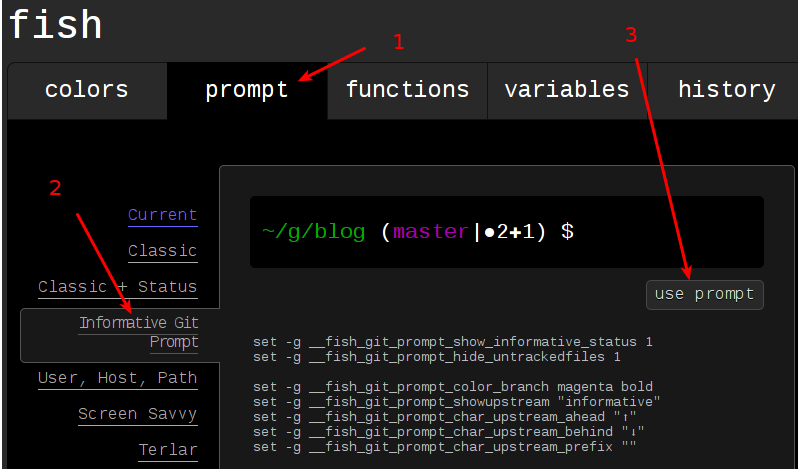 fish
1
3
colors prompt functions variables history
2
Current
Classic
Classic + Status
Informative Git
Prompt
User, Host, Path
Screen Savvy
Terlar
~/g/blog (master|●2✚1) $
use prompt
set -g __fish_git_prompt_show_informative_status 1
set -g __fish_git_prompt_hide_untrackedfiles 1
set -g __fish_git_prompt_color_branch magenta bold
set -g __fish_git_prompt_showupstream "informative"
set -g __fish_git_prompt_char_upstream_ahead "↑"
set -g __fish_git_prompt_char_upstream_behind "↓"
set -g __fish_git_prompt_char_upstream_prefix ""